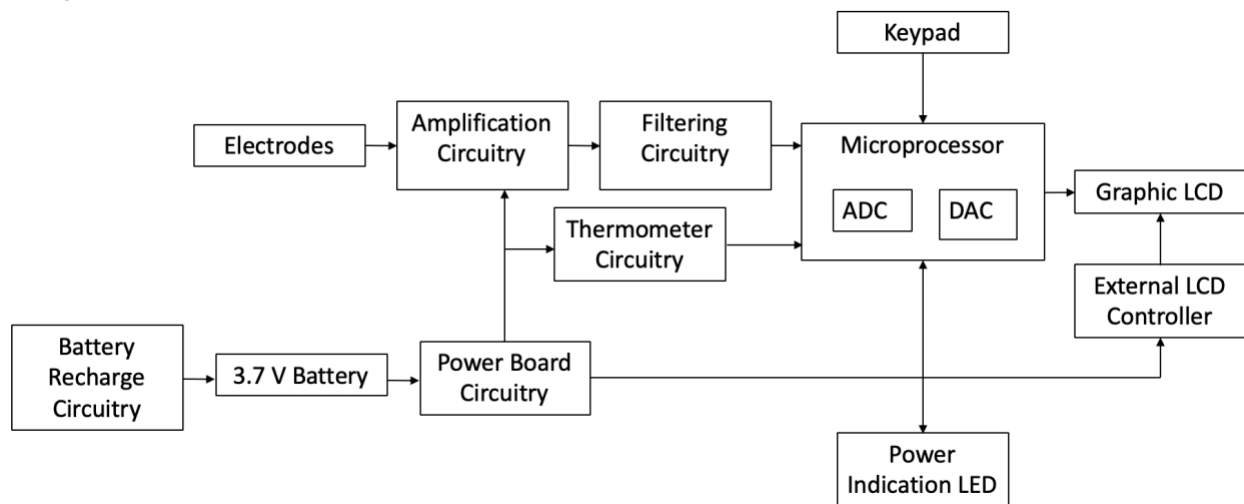 Keypad
Amplification
Circuitry
Filtering
Circuitry
Microprocessor
Electrodes
ADC
DAC
Graphic LCD
Thermometer
Circuitry
External LCD
Controller
Battery
Recharge
Circuitry
3.7 V Battery
Power Board
Circuitry
Power
Indication LED